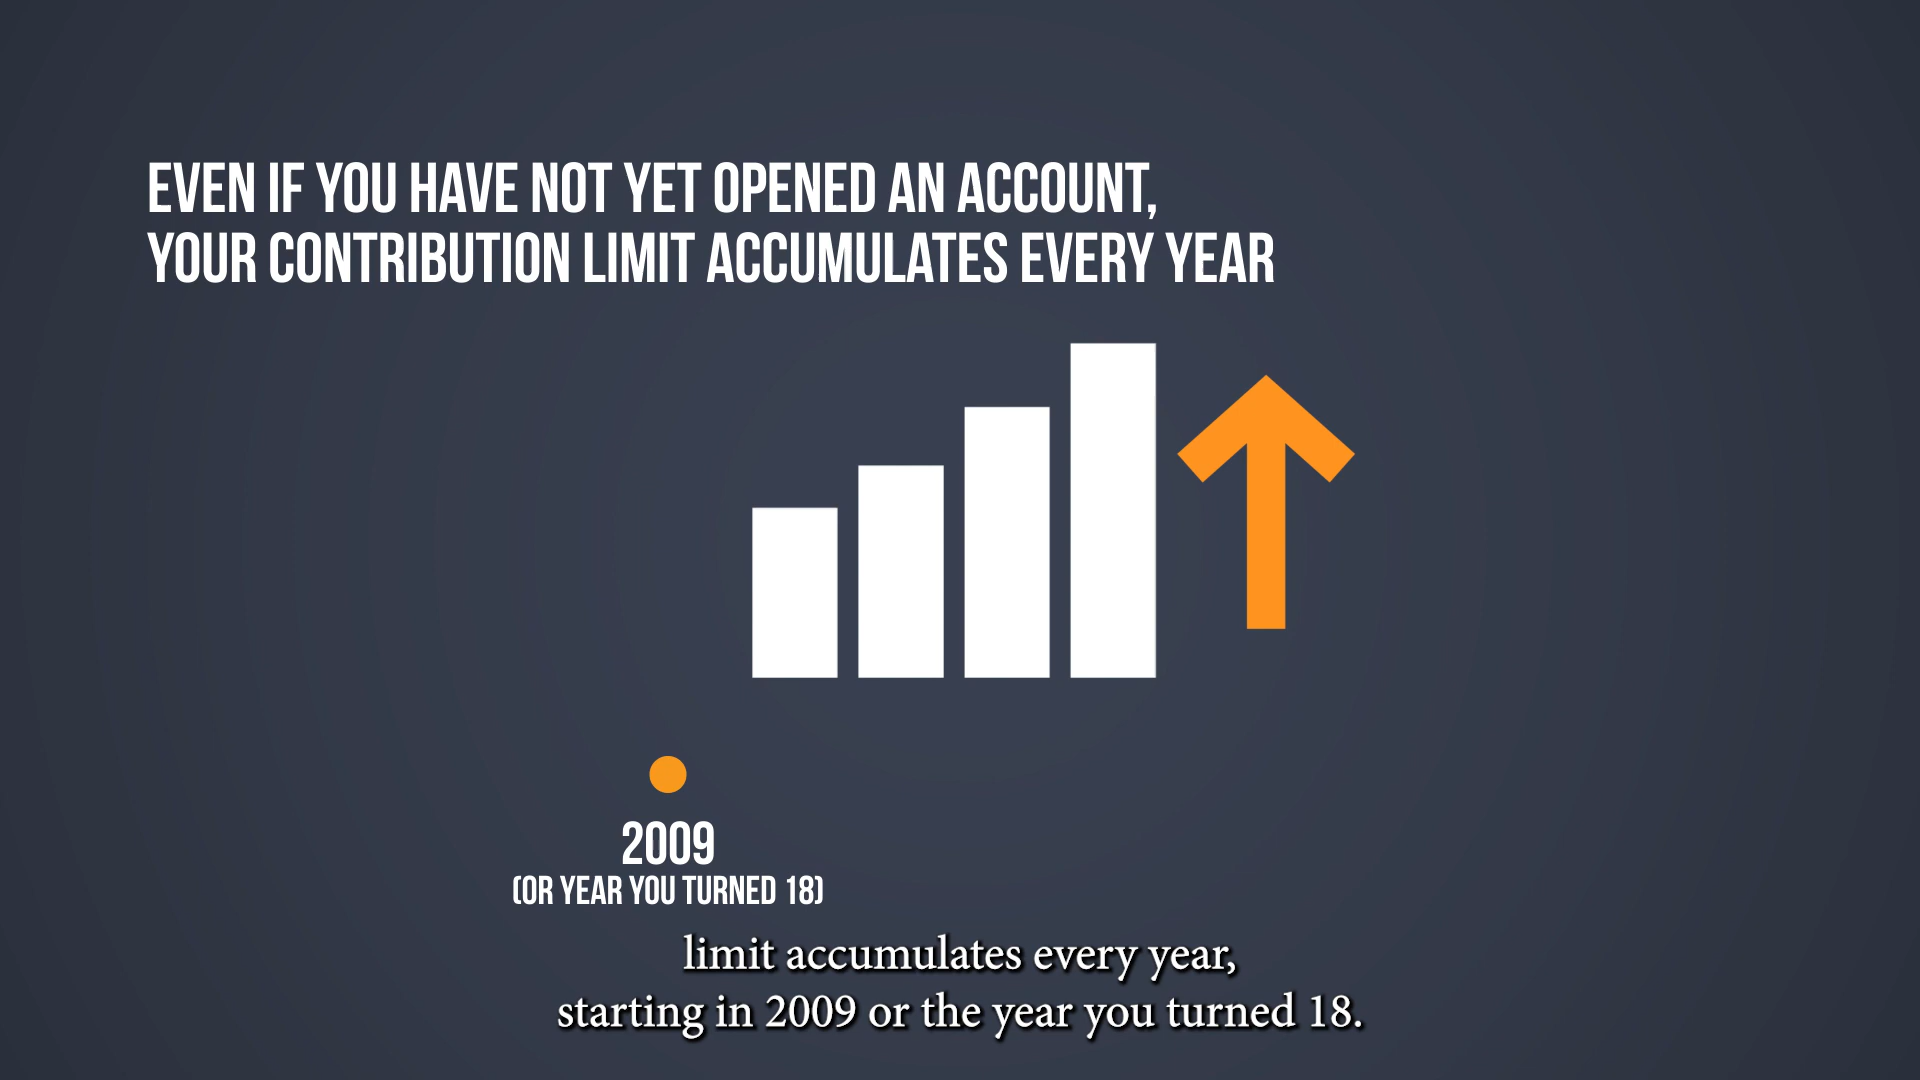 EVEN IF YOU HAVE NOT YET OPENED AN ACCOUNT,
YOUR CONTRIBUTION LIMIT ACCUMULATES EVERY YEAR
2009
(OR YEAR YOU TURNED 18)
limit accumulates every year,
starting in 2009 or the year you turned 18.